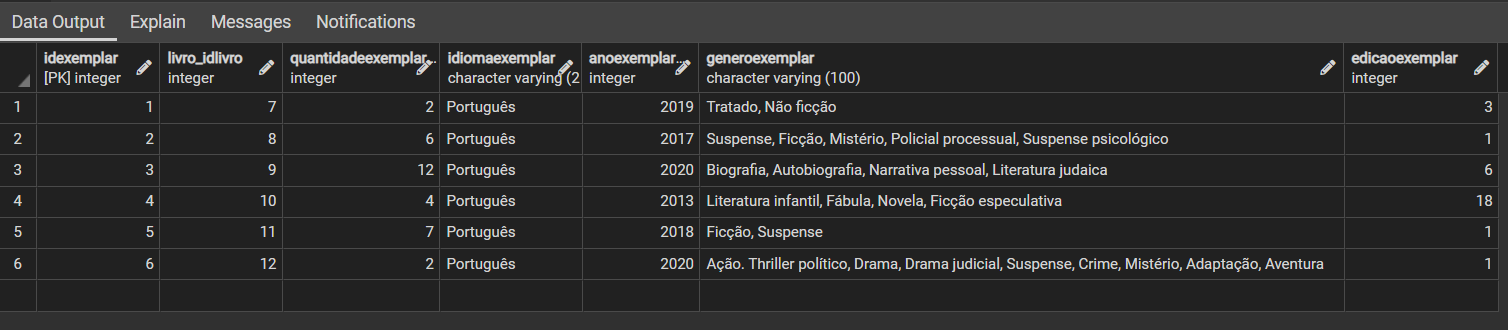 Data Output Explain Messages Notifications
idexemplar livro_idlivro quantidadeexemplar... idiomaexemplar anoexemplar... generoexemplar edicaoexemplar
[PK] integer integer integer character varying (2 integer character varying (100) integer
1 1 7 2 Português 2019 Tratado, Não ficção 3
2 2 8 6 Português 2017 Suspense, Ficção, Mistério, Policial processual, Suspense psicológico 1
3 3 9 12 Português 2020 Biografia, Autobiografia, Narrativa pessoal, Literatura judaica 6
4 4 10 4 Português 2013 Literatura infantil, Fábula, Novela, Ficção especulativa 18
5 5 11 7 Português 2018 Ficção, Suspense 1
6 6 12 2 Português 2020 Ação. Thriller político, Drama, Drama judicial, Suspense, Crime, Mistério, Adaptação, Aventura 1